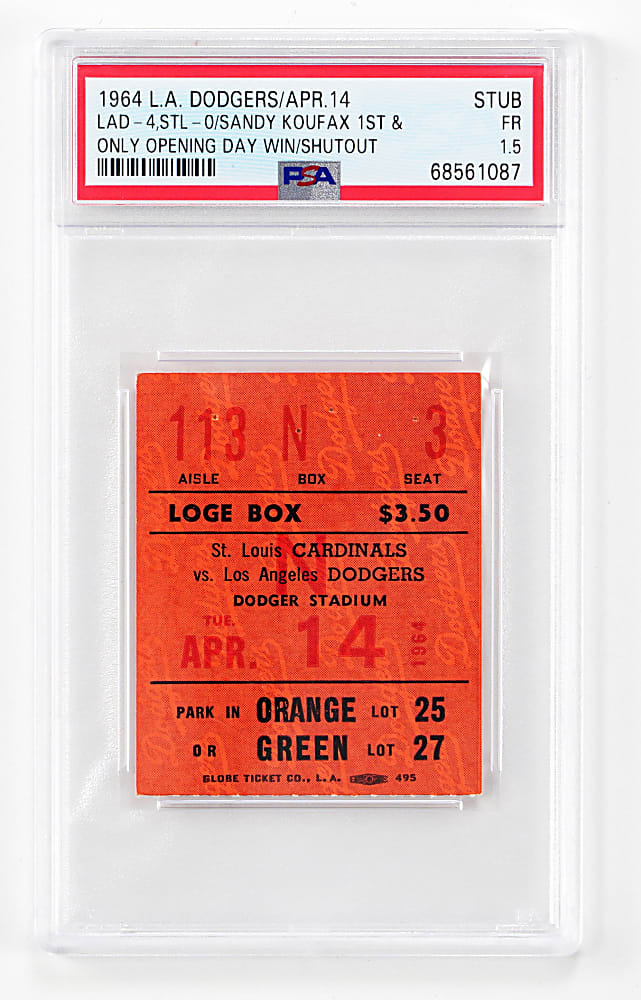 1964 L.A. DODGERS/APR.14 STUB
LAD-4,STL-0/SANDY KOUFAX 1ST & FR
ONLY OPENING DAY WIN/SHUTOUT 1.5
PSA 68561087
113 N 3
AISLE BOX SEAT
LOGE BOX $3.50
St. Louis CARDINALS
vs. Los Angeles DODGERS
N
DODGER STADIUM
TUE.
APR. 14 1964
PARK IN ORANGE LOT 25
OR GREEN LOT 27
GLOBE TICKET CO., L.A. 495
Dodgers